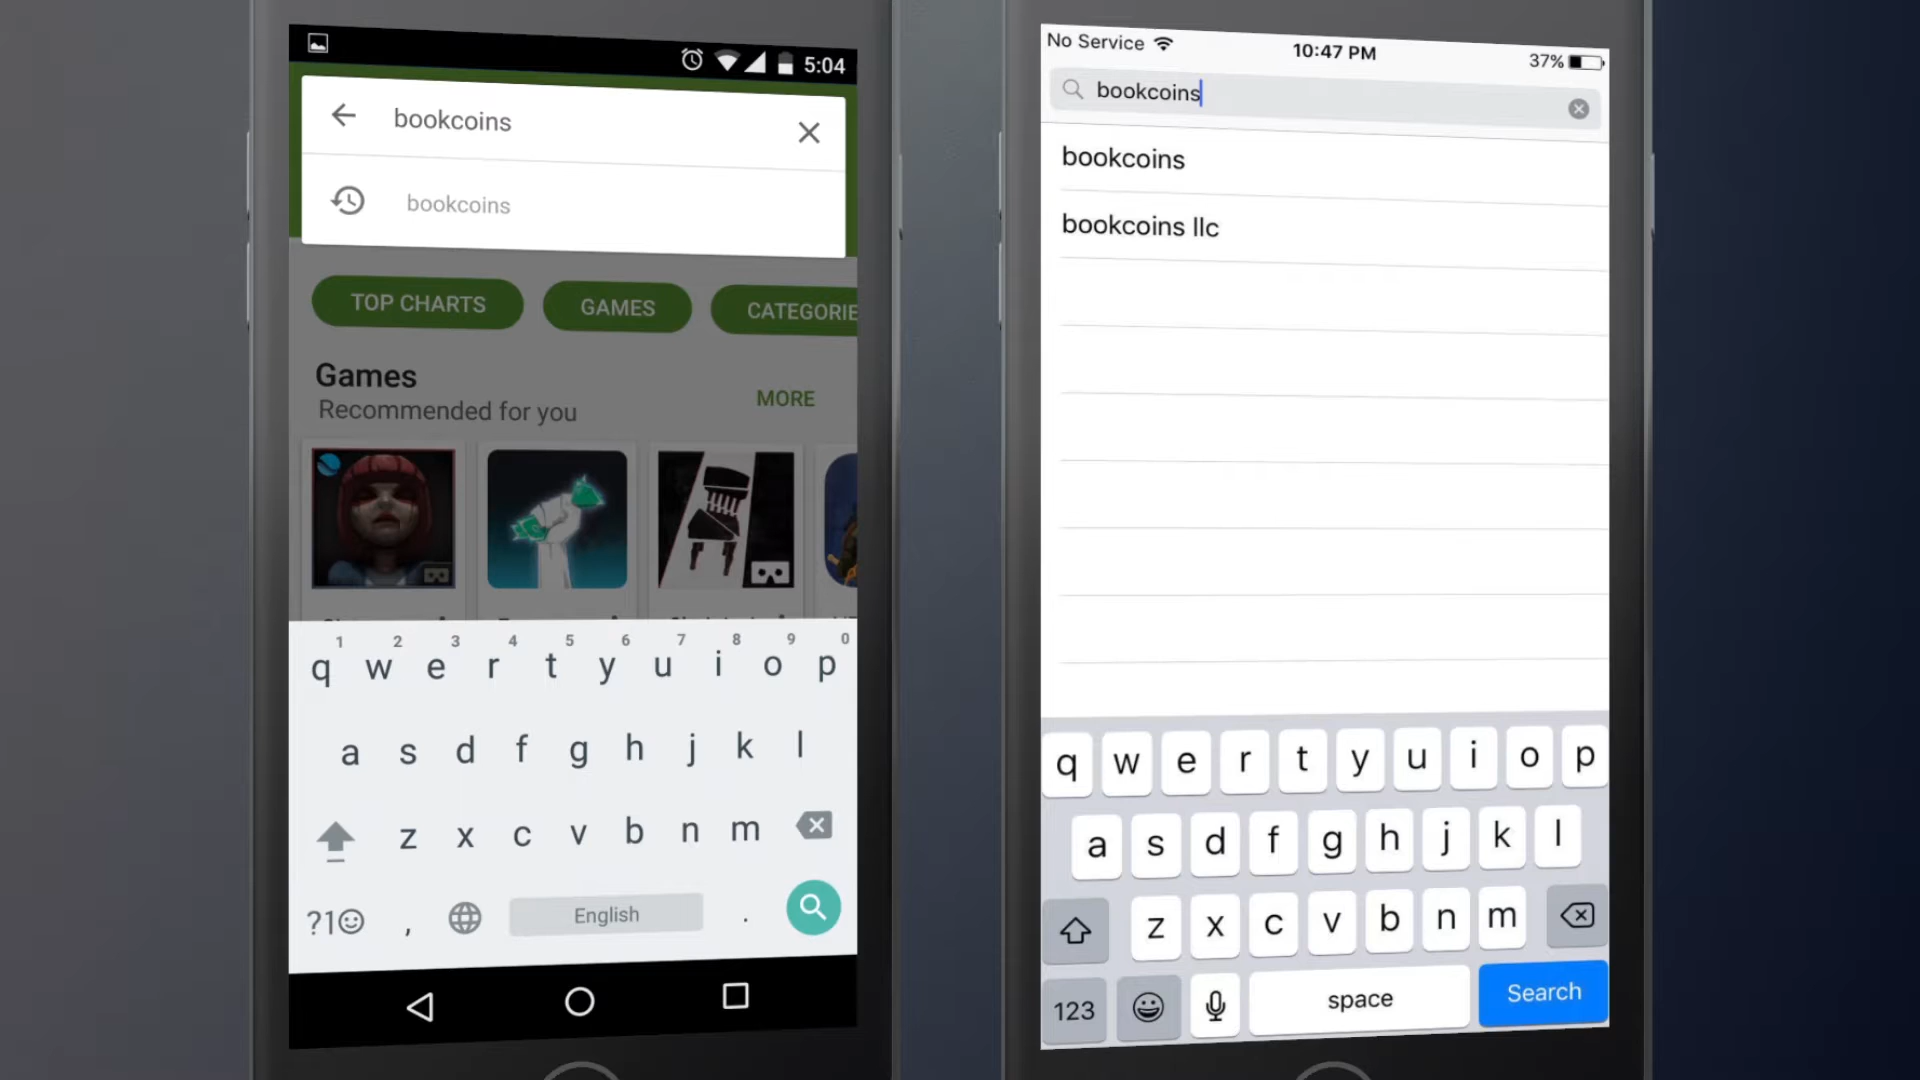 5:04
bookcoins
bookcoins
TOP CHARTS
GAMES
CATEGORIE
Games
Recommended for you
MORE
1 2 3 4 5 6 7 8 9 0
q w e r t y u i o p
a s d f g h j k l
z x c v b n m
?1☺ , English .
No Service
10:47 PM
37%
bookcoins
bookcoins
bookcoins llc
q w e r t y u i o p
a s d f g h j k l
z x c v b n m
123 space Search